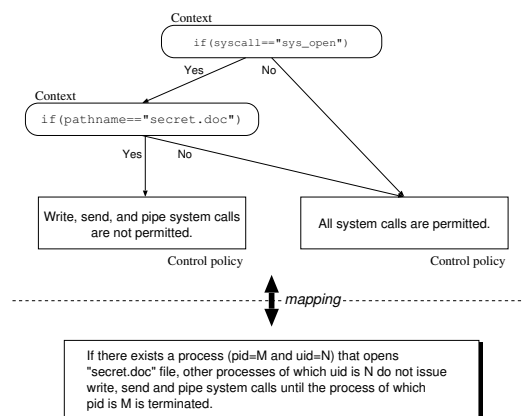 Context
if(syscall=="sys_open")
Yes
No
Context
if(pathname=="secret.doc")
Yes
No
Write, send, and pipe system calls
are not permitted.
All system calls are permitted.
Control policy
Control policy
mapping
If there exists a process (pid=M and uid=N) that opens
"secret.doc" file, other processes of which uid is N do not issue
write, send and pipe system calls until the process of which
pid is M is terminated.